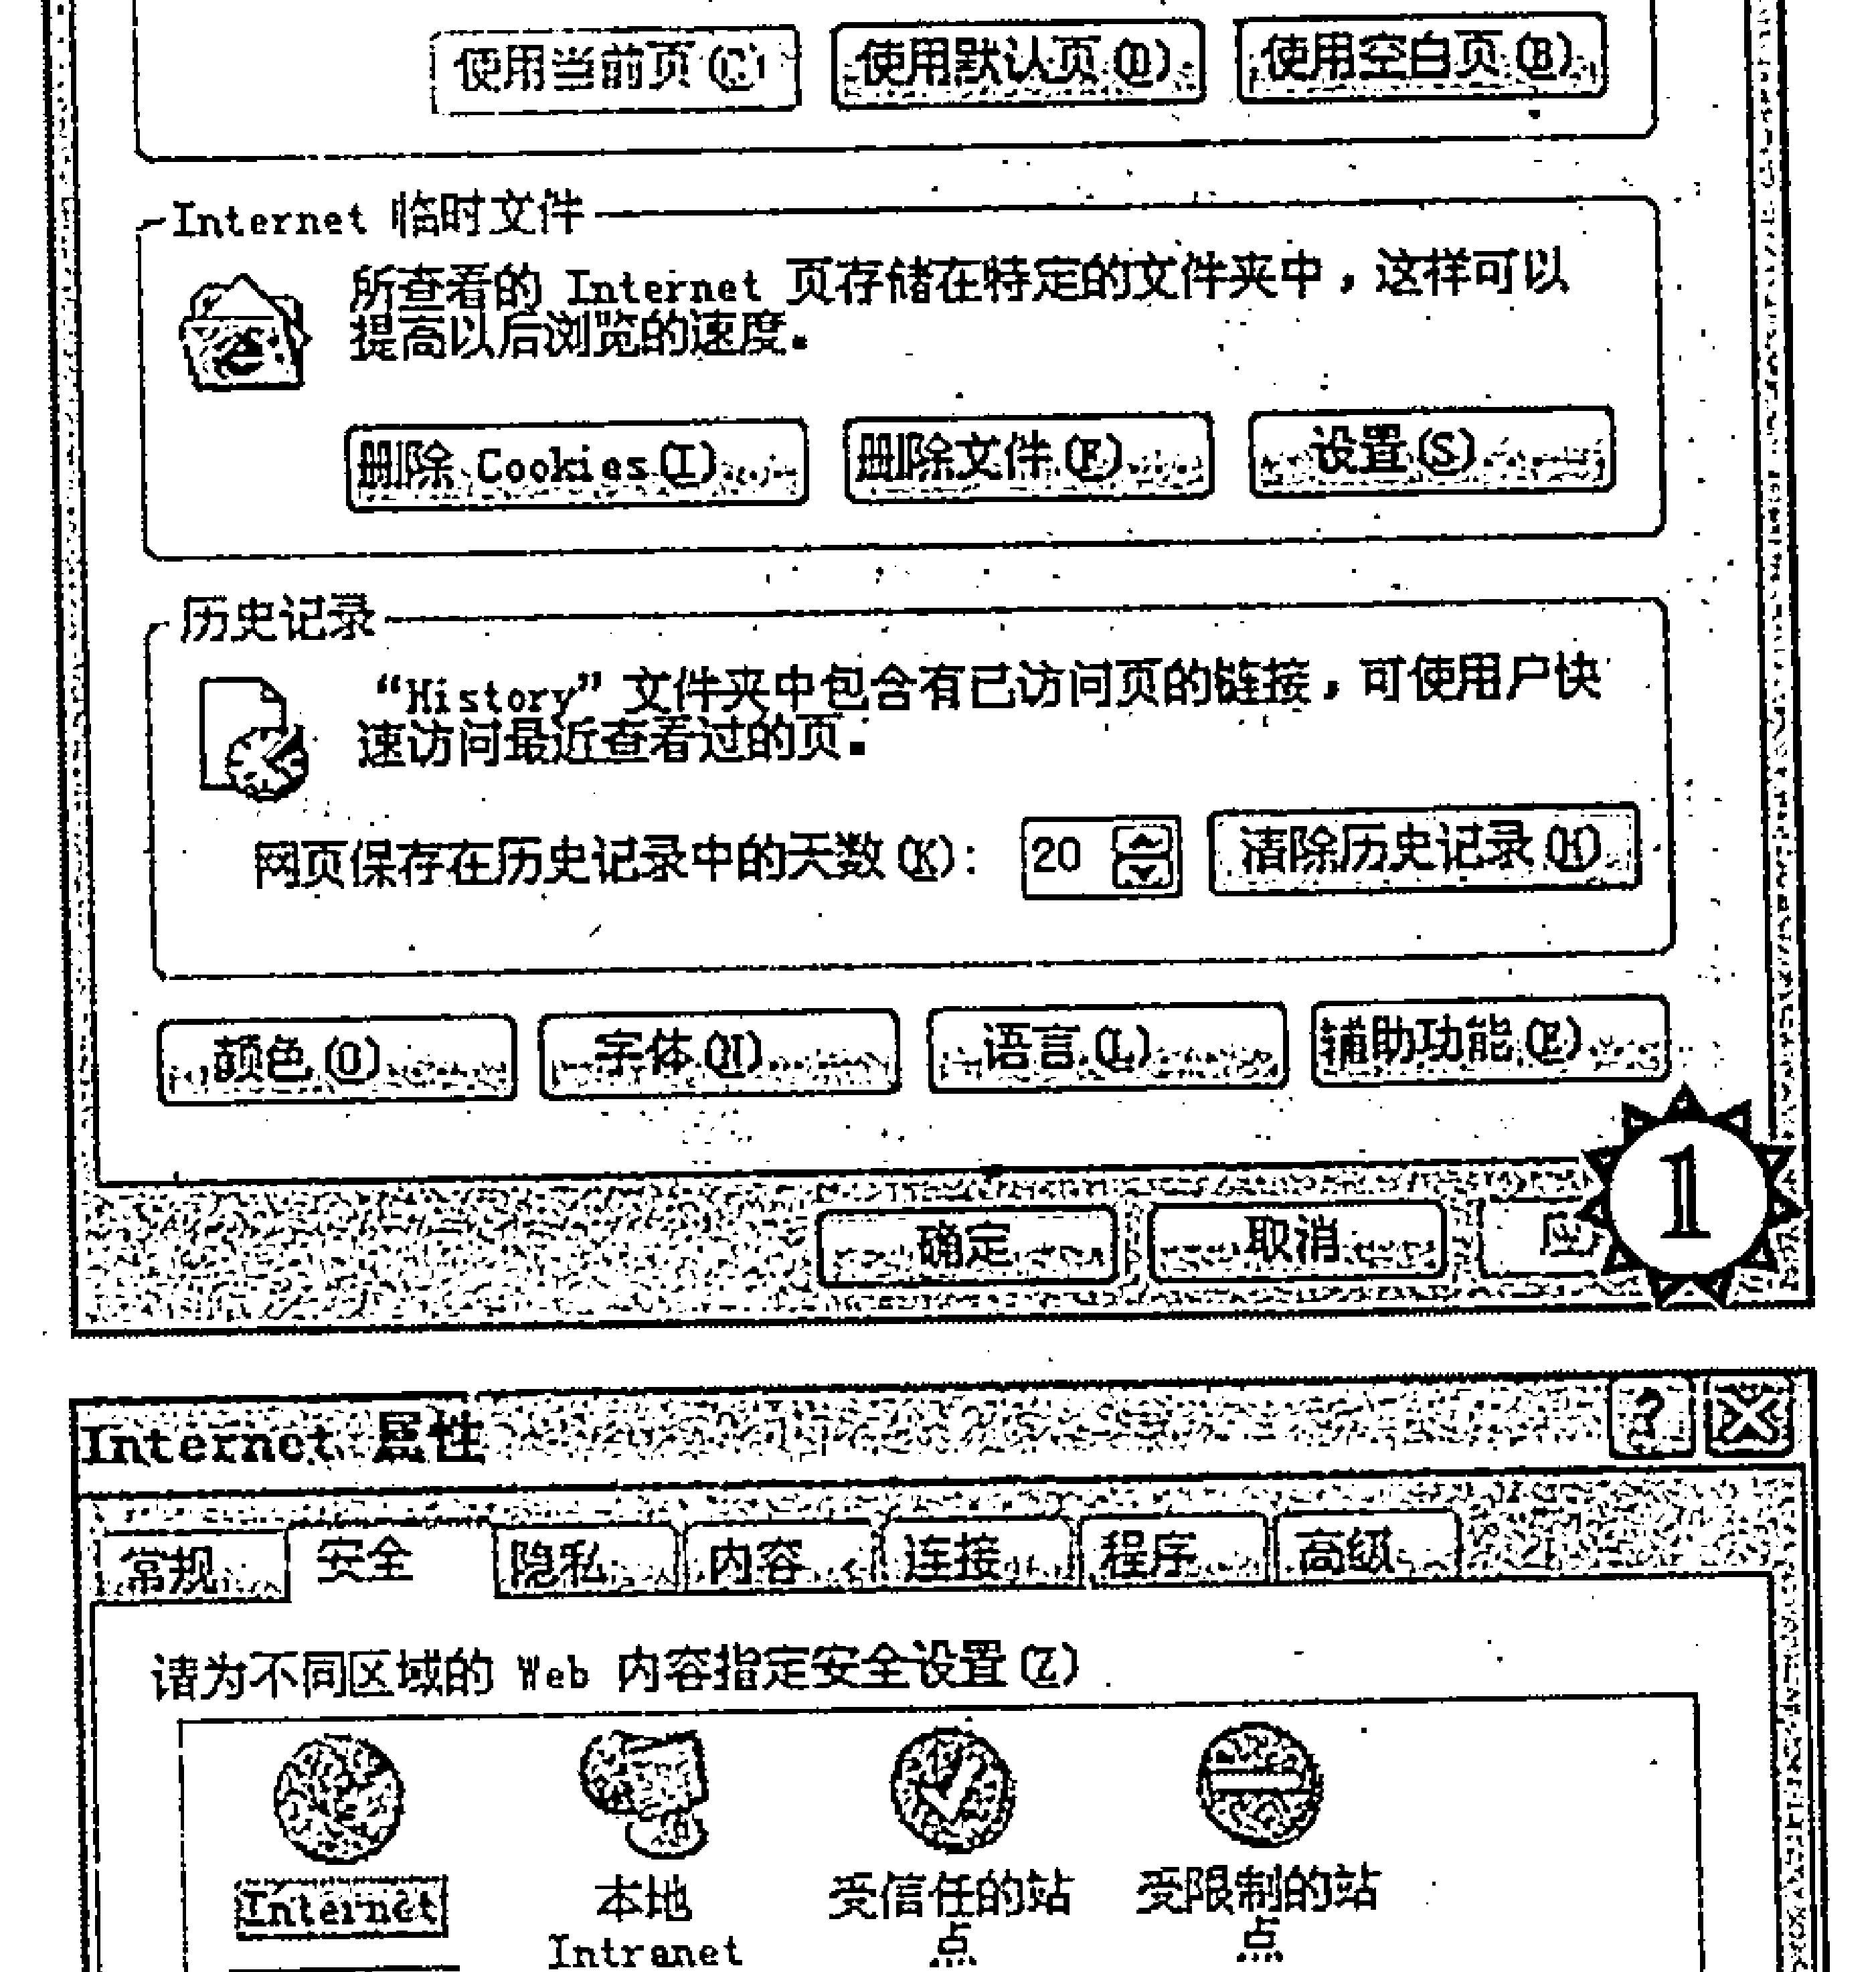 使用当前页(C) 使用默认页(D) 使用空白页(B)
Internet 临时文件
所查看的 Internet 页存储在特定的文件夹中，这样可以
提高以后浏览的速度。
删除 Cookies(I) 删除文件(F) 设置(S)
历史记录
“History”文件夹中包含有已访问页的链接，可使用户快
速访问最近查看过的页。
网页保存在历史记录中的天数(K)： 20 清除历史记录(H)
颜色(O) 字体(N) 语言(L) 辅助功能(E)
确定 取消
1
Internet 属性
常规 安全 隐私 内容 连接 程序 高级
请为不同区域的 Web 内容指定安全设置(Z)
Internet 本地 受信任的站 受限制的站
Intranet 点 点